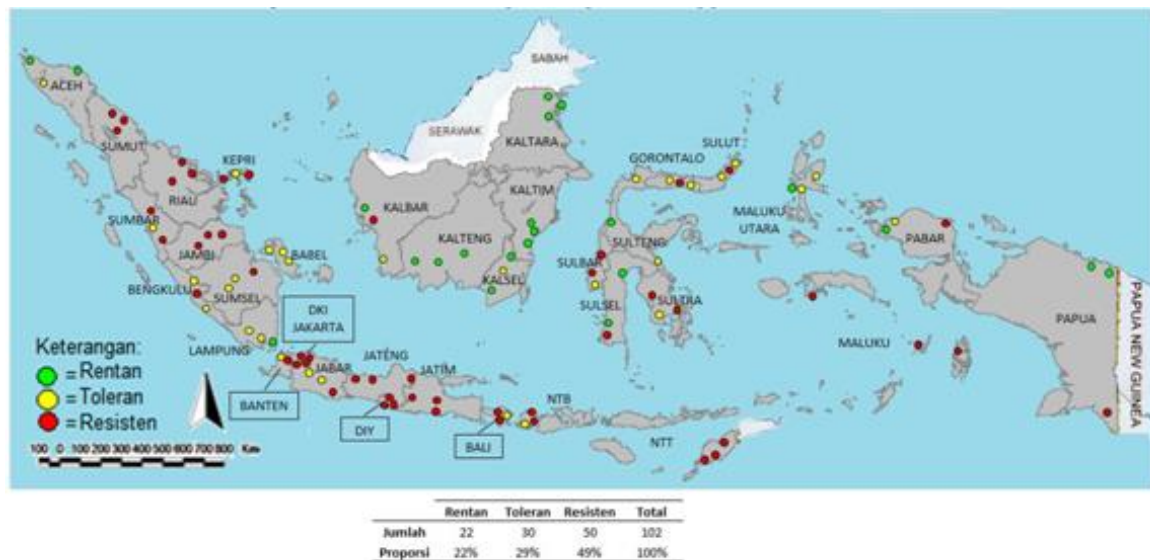 BABAH
ACEH
SERAWAK
KALTARA
SUMUT
KEPRI
GORONTALO
SULUT
KALTIM
RIAU
KALBAR
SUMBAR
MALUKU
UTARA
PABAR
KALTENG
SULTENG
JAMBI
BABEL
SULBAR
KALSEL
BENGKULU
SUMSEL
SULSEL
SULTRA
DKI
JAKARTA
PAPUA
PAPUA NEW GUINEA
Keterangan:
LAMPUNG
MALUKU
= Rentan
JATENG
JABAR
JATIM
= Toleran
BANTEN
NTB
= Resisten
DIY
BALI
NTT
100 0 100 200 300 400 500 600 700 800 Km
Rentan Toleran Resisten Total
Jumlah 22 30 50 102
Proporsi 22% 29% 49% 100%